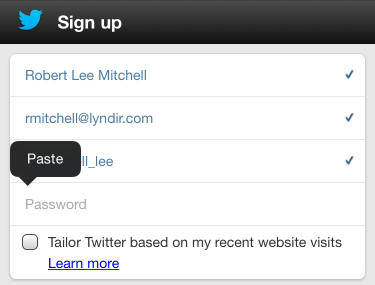 Sign up
Robert Lee Mitchell
rmitchell@lyndir.com
ll_lee
Paste
Password
Tailor Twitter based on my recent website visits
Learn more